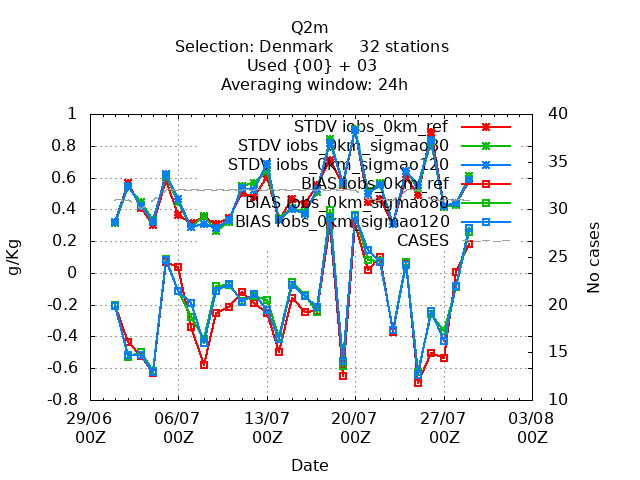 Q2m
Selection: Denmark 32 stations
Used {00} + 03
Averaging window: 24h
STDV iobs_0km_ref
STDV iobs_0km_sigmao80
STDV iobs_0km_sigmao120
BIAS iobs_0km_ref
BIAS iobs_0km_sigmao80
BIAS iobs_0km_sigmao120
CASES
1
0.8
0.6
0.4
0.2
0
-0.2
-0.4
-0.6
-0.8
g/Kg
40
35
30
25
20
15
10
No cases
29/06 06/07 13/07 20/07 27/07 03/08
00Z 00Z 00Z 00Z 00Z 00Z
Date